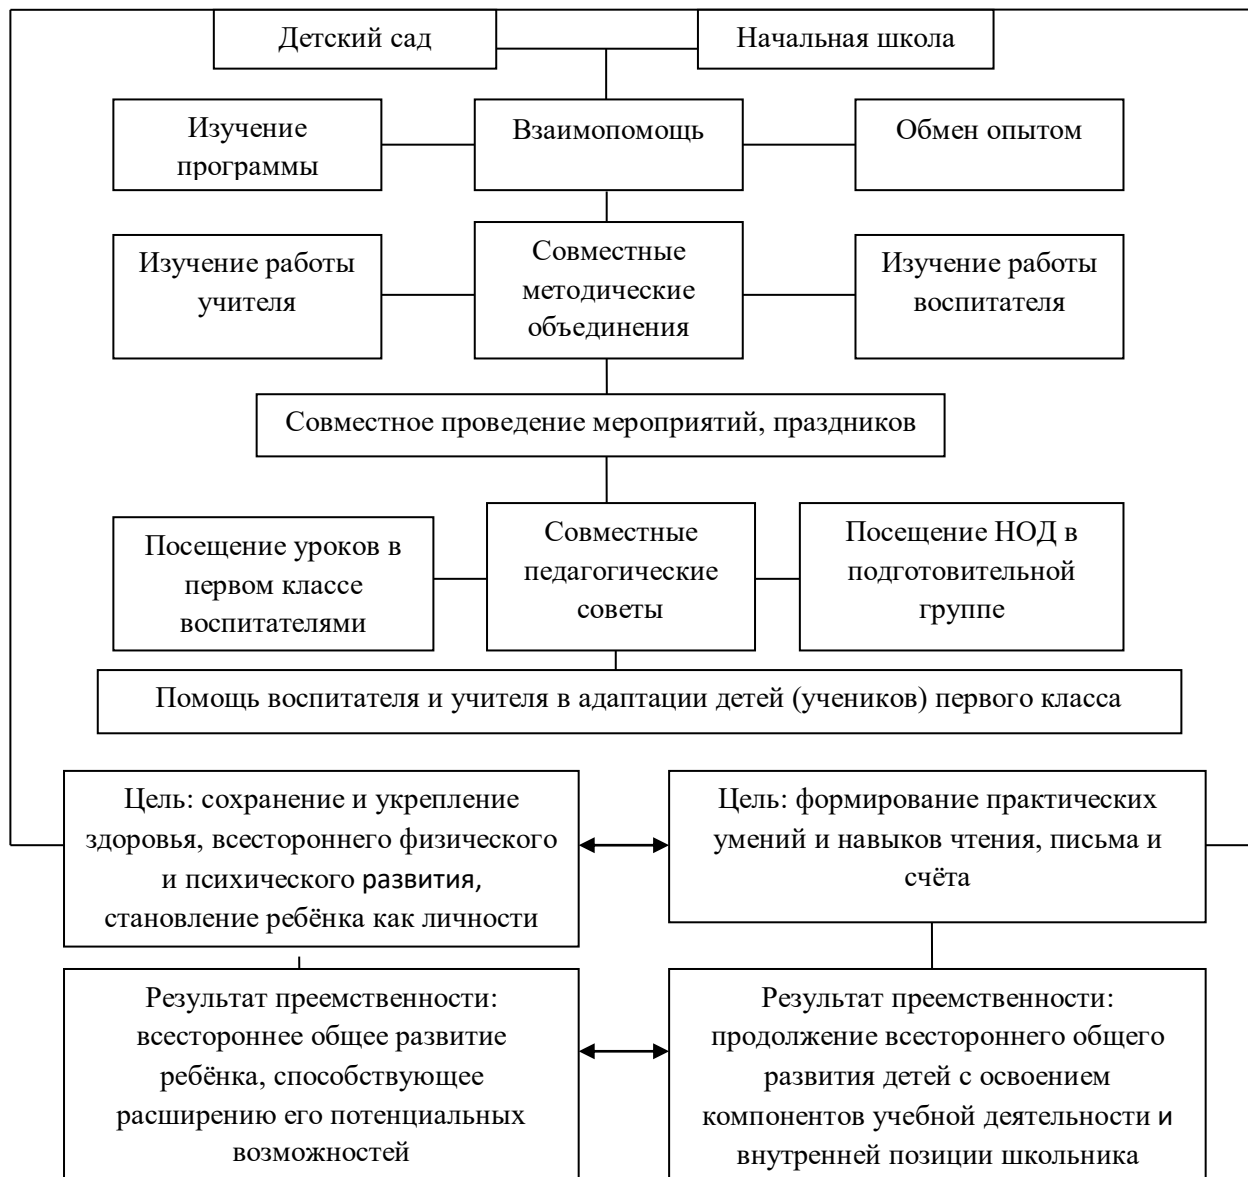 Детский сад
Начальная школа
Изучение
программы
Взаимопомощь
Обмен опытом
Изучение работы
учителя
Совместные
методические
объединения
Изучение работы
воспитателя
Совместное проведение мероприятий, праздников
Посещение уроков в
первом классе
воспитателями
Совместные
педагогические
советы
Посещение НОД в
подготовительной
группе
Помощь воспитателя и учителя в адаптации детей (учеников) первого класса
Цель: сохранение и укрепление
здоровья, всестороннего физического
и психического развития,
становление ребёнка как личности
Цель: формирование практических
умений и навыков чтения, письма и
счёта
Результат преемственности:
всестороннее общее развитие
ребёнка, способствующее
расширению его потенциальных
возможностей
Результат преемственности:
продолжение всестороннего общего
развития детей с освоением
компонентов учебной деятельности и
внутренней позиции школьника